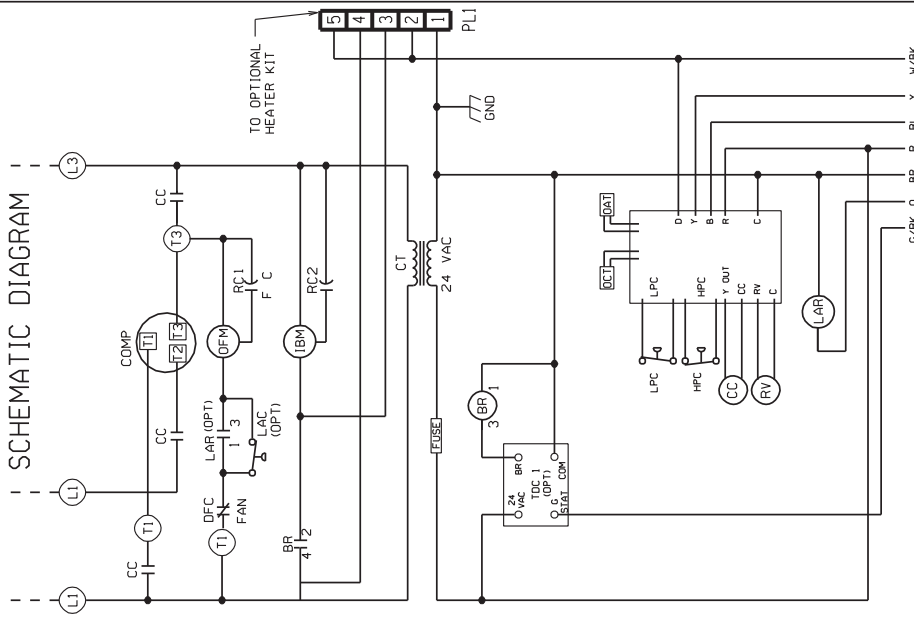 SCHEMATIC DIAGRAM
5
4
3
2
1
PL1
TO OPTIONAL
HEATER KIT
GND
L3
CC
T3
COMP
T1
T3
T2
CC
L1
T1
CC
L1
RC1
F C
OFM
LAR (OPT)
3
1
LAC
(OPT)
DFC
FAN
T1
RC2
IBM
BR
2
4
CT
24 VAC
FUSE
BR
1
3
24
VAC
BR
TDC 1
(OPT)
G
STAT
COM
OAT
OCT
D
Y
B
R
C
LPC
HPC
Y OUT
CC
RV
C
LPC
HPC
CC
RV
LAR
W/BK
Y
BL
R
BR
O
G/BK